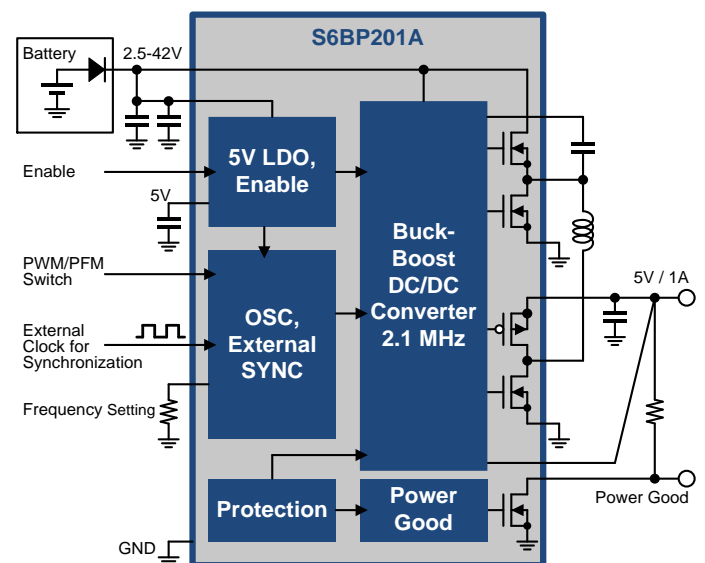 S6BP201A
Battery
2.5-42V
5V LDO,
Enable
Enable
5V
PWM/PFM
Switch
External
Clock for
Synchronization
Frequency Setting
OSC,
External
SYNC
Buck-
Boost
DC/DC
Converter
2.1 MHz
5V / 1A
Protection
Power
Good
Power Good
GND